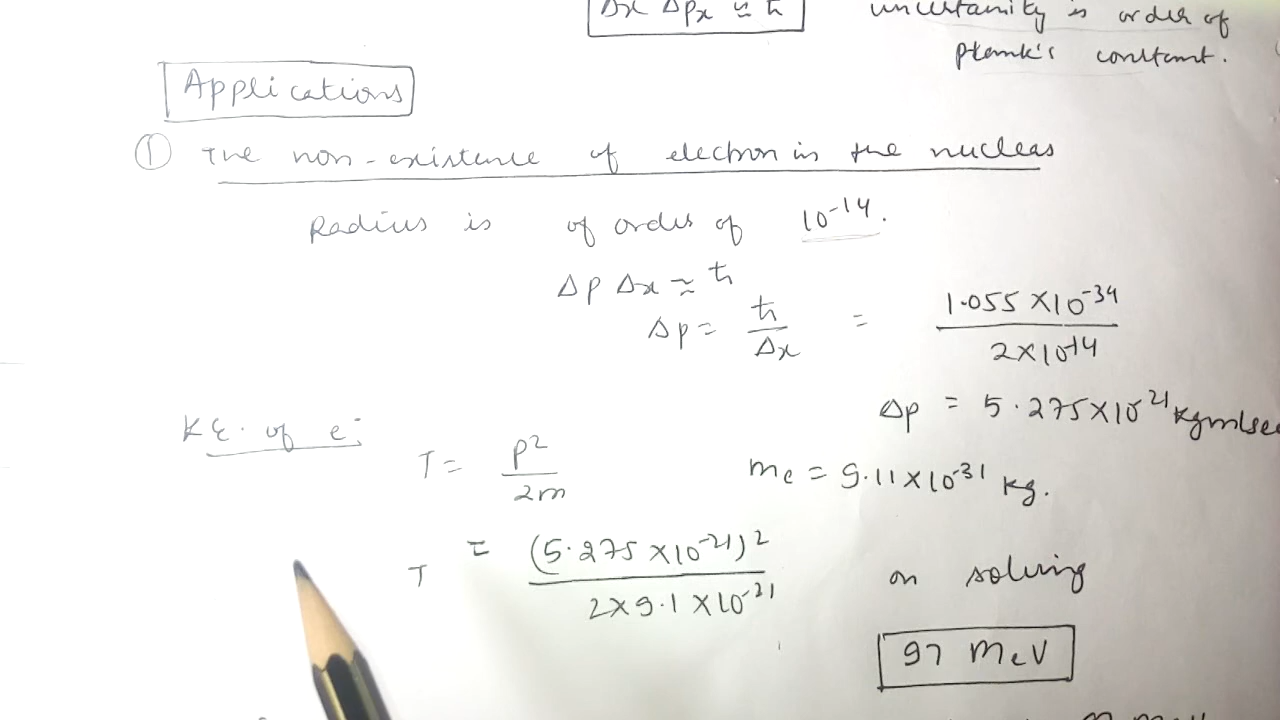 Δx Δpx ≈ ħ uncertainity is order of
plank's constant.
Applications
① The non-existence of electron in the nucleas
Radius is of order of 10^-14.
Δp Δx ≈ ħ
Δp = ħ/Δx = 1.055 × 10^-34 / 2×10^-14
Δp = 5.275×10^-21 kgm/sec
KE. of e;
T = p^2/2m me = 9.11×10^-31 kg.
T = (5.275 ×10^-21)^2 / 2×9.1×10^-31 on solving
97 MeV